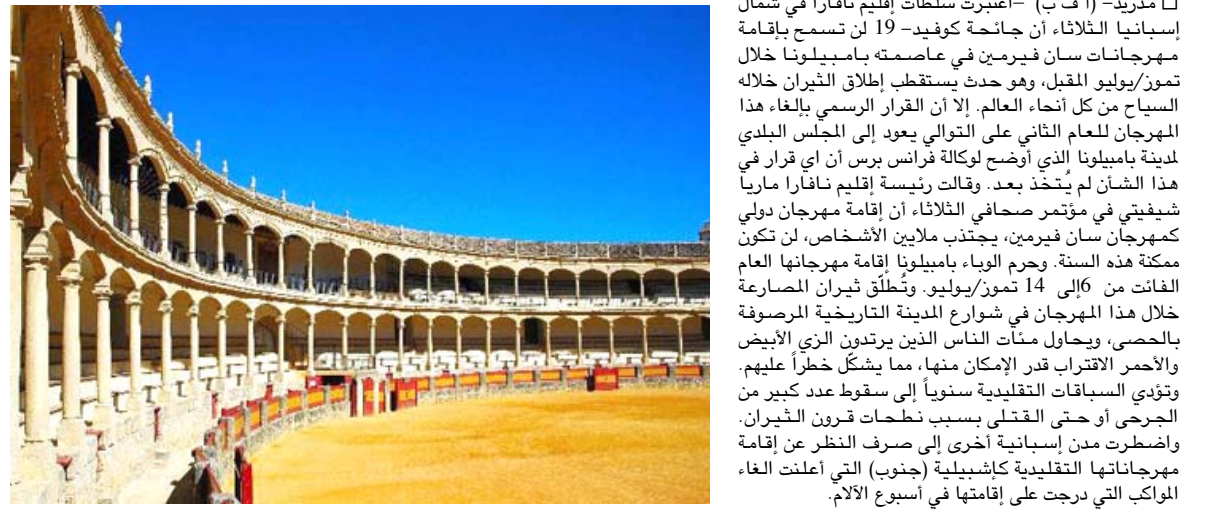 □ مدريد– (أ ف ب) –اعتبرت سلطات إقليم نافارا في شمال
إسبانيا الثلاثاء أن جائحة كوفيد– 19 لن تسمح بإقامة
مهرجانات سان فيرمين في عاصمته بامبيلونا خلال
تموز/يوليو المقبل، وهو حدث يستقطب إطلاق الثيران خلاله
السياح من كل أنحاء العالم. إلا أن القرار الرسمي بإلغاء هذا
المهرجان للعام الثاني على التوالي يعود إلى المجلس البلدي
لمدينة بامبيلونا الذي أوضح لوكالة فرانس برس أن اي قرار في
هذا الشأن لم يُتخذ بعد. وقالت رئيسة إقليم نافارا ماريا
شيفيتي في مؤتمر صحافي الثلاثاء أن إقامة مهرجان دولي
كمهرجان سان فيرمين، يجتذب ملايين الأشخاص، لن تكون
ممكنة هذه السنة. وحرم الوباء بامبيلونا إقامة مهرجانها العام
الفائت من 6إلى 14 تموز/يوليو. وتُطلّق ثيران المصارعة
خلال هذا المهرجان في شوارع المدينة التاريخية المرصوفة
بالحصى، ويحاول مئات الناس الذين يرتدون الزي الأبيض
والأحمر الاقتراب قدر الإمكان منها، مما يشكّل خطراً عليهم.
وتؤدي السباقات التقليدية سنوياً إلى سقوط عدد كبير من
الجرحى أو حتى القتلى بسبب نطحات قرون الثيران.
واضطرت مدن إسبانية أخرى إلى صرف النظر عن إقامة
مهرجاناتها التقليدية كإشبيلية (جنوب) التي أعلنت الغاء
المواكب التي درجت على إقامتها في أسبوع الآلام.